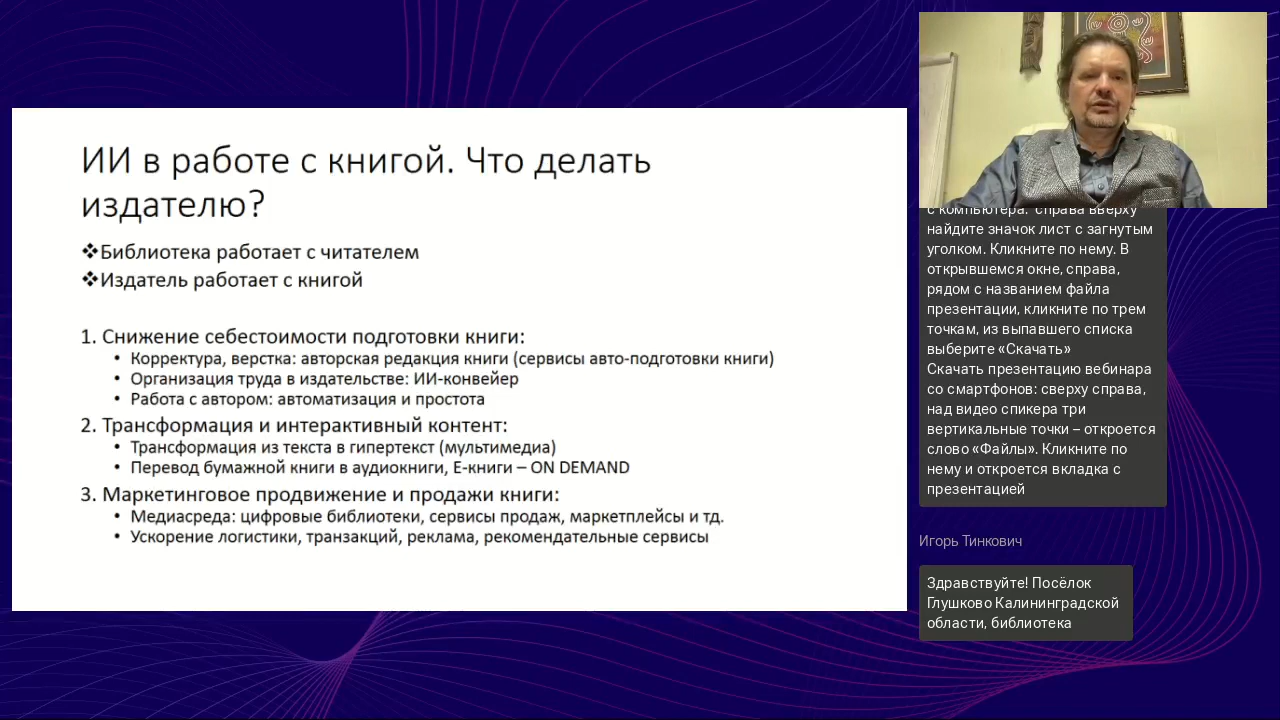 ИИ в работе с книгой. Что делать
издателю?
❖Библиотека работает с читателем
❖Издатель работает с книгой
1. Снижение себестоимости подготовки книги:
• Корректура, верстка: авторская редакция книги (сервисы авто-подготовки книги)
• Организация труда в издательстве: ИИ-конвейер
• Работа с автором: автоматизация и простота
2. Трансформация и интерактивный контент:
• Трансформация из текста в гипертекст (мультимедиа)
• Перевод бумажной книги в аудиокниги, Е-книги – ON DEMAND
3. Маркетинговое продвижение и продажи книги:
• Медиасреда: цифровые библиотеки, сервисы продаж, маркетплейсы и тд.
• Ускорение логистики, транзакций, реклама, рекомендательные сервисы
с компьютера: справа вверху
найдите значок лист с загнутым
уголком. Кликните по нему. В
открывшемся окне, справа,
рядом с названием файла
презентации, кликните по трем
точкам, из выпавшего списка
выберите «Скачать»
Скачать презентацию вебинара
со смартфонов: сверху справа,
над видео спикера три
вертикальные точки – откроется
слово «Файлы». Кликните по
нему и откроется вкладка с
презентацией
Игорь Тинкович
Здравствуйте! Посёлок
Глушково Калининградской
области, библиотека